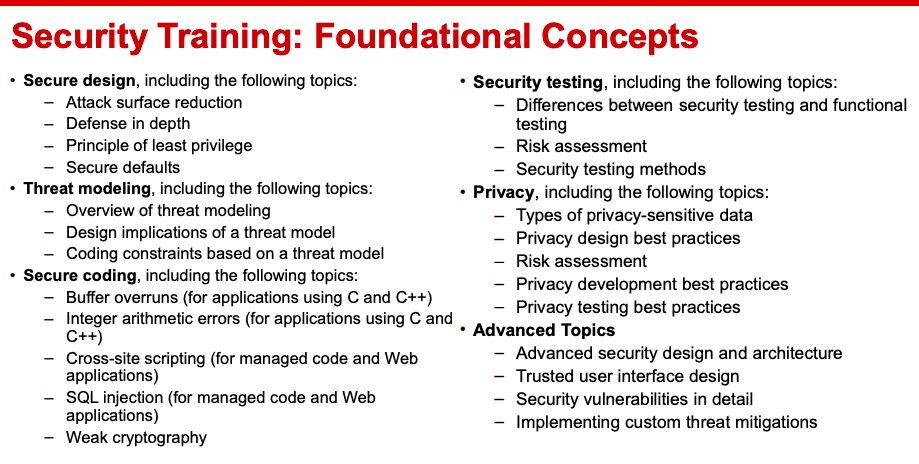 Security Training: Foundational Concepts
• Secure design, including the following topics:
– Attack surface reduction
– Defense in depth
– Principle of least privilege
– Secure defaults
• Threat modeling, including the following topics:
– Overview of threat modeling
– Design implications of a threat model
– Coding constraints based on a threat model
• Secure coding, including the following topics:
– Buffer overruns (for applications using C and C++)
– Integer arithmetic errors (for applications using C and
C++)
– Cross-site scripting (for managed code and Web
applications)
– SQL injection (for managed code and Web
applications)
– Weak cryptography
• Security testing, including the following topics:
– Differences between security testing and functional
testing
– Risk assessment
– Security testing methods
• Privacy, including the following topics:
– Types of privacy-sensitive data
– Privacy design best practices
– Risk assessment
– Privacy development best practices
– Privacy testing best practices
• Advanced Topics
– Advanced security design and architecture
– Trusted user interface design
– Security vulnerabilities in detail
– Implementing custom threat mitigations